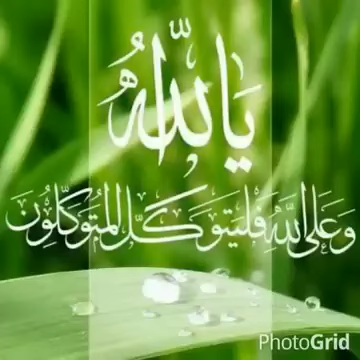 يَا اللّٰهُ
وَعَلَى اللَّهِ فَلْيَتَوَكَّلِ الْمُتَوَكِّلُونَ
PhotoGrid